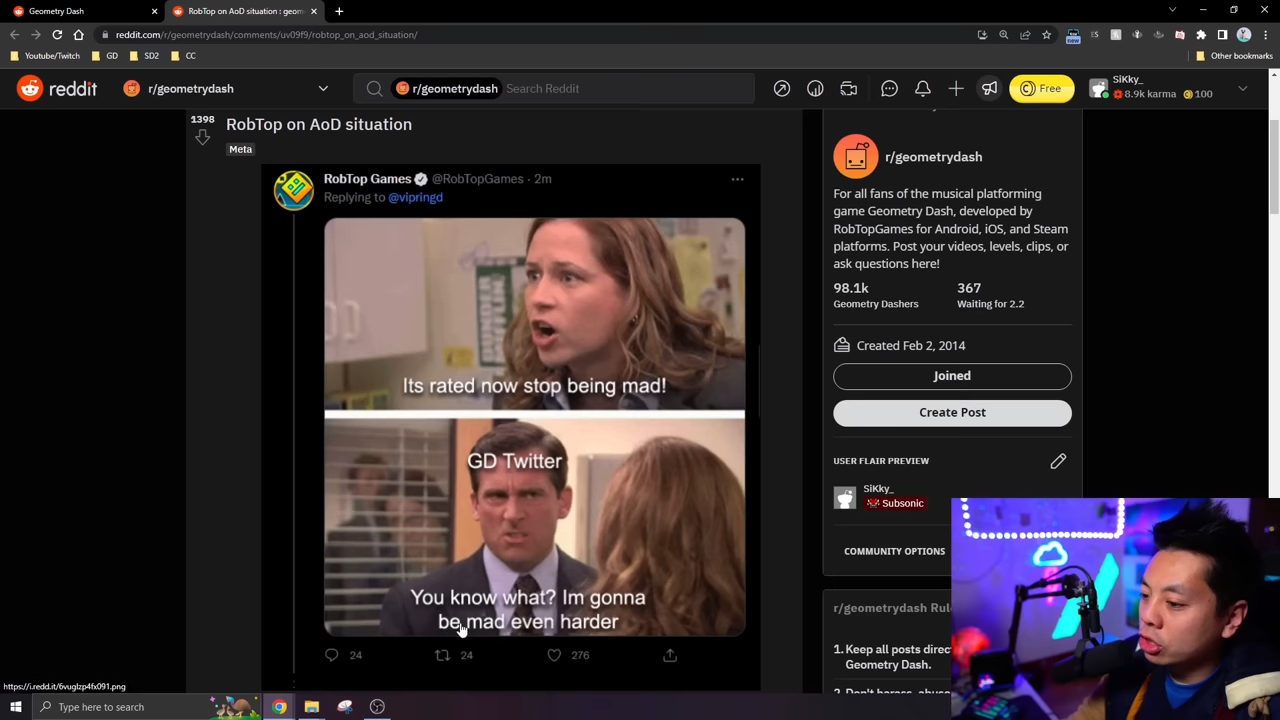 Geometry Dash
RobTop on AoD situation : geom
reddit.com/r/geometrydash/comments/uv09f9/robtop_on_aod_situation/
Youtube/Twitch
GD
SD2
CC
Other bookmarks
reddit
r/geometrydash
r/geometrydash
Search Reddit
Free
SiKky_
8.9k karma
100
1398
RobTop on AoD situation
Meta
RobTop Games @RobTopGames · 2m
Replying to @vipringd
Its rated now stop being mad!
GD Twitter
You know what? Im gonna
be mad even harder
24
24
276
r/geometrydash
For all fans of the musical platforming
game Geometry Dash, developed by
RobTopGames for Android, iOS, and Steam
platforms. Post your videos, levels, clips, or
ask questions here!
98.1k
367
Geometry Dashers
Waiting for 2.2
Created Feb 2, 2014
Joined
Create Post
USER FLAIR PREVIEW
SiKky_
Subsonic
COMMUNITY OPTIONS
r/geometrydash Rule
1. Keep all posts direc
Geometry Dash.
https://i.redd.it/6vuglzp4fx091.png
Type here to search